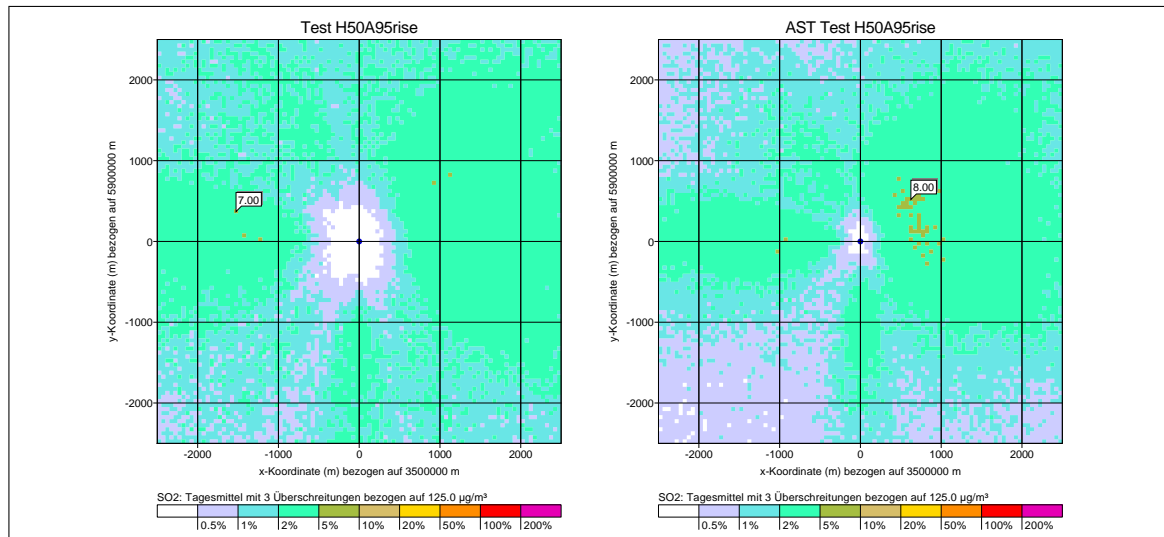 Test H50A95rise
7.00
2000
1000
0
-1000
-2000
y-Koordinate (m) bezogen auf 5900000 m
-2000 -1000 0 1000 2000
x-Koordinate (m) bezogen auf 3500000 m
SO2: Tagesmittel mit 3 Überschreitungen bezogen auf 125.0 µg/m³
0.5% 1% 2% 5% 10% 20% 50% 100% 200%
AST Test H50A95rise
8.00
2000
1000
0
-1000
-2000
y-Koordinate (m) bezogen auf 5900000 m
-2000 -1000 0 1000 2000
x-Koordinate (m) bezogen auf 3500000 m
SO2: Tagesmittel mit 3 Überschreitungen bezogen auf 125.0 µg/m³
0.5% 1% 2% 5% 10% 20% 50% 100% 200%